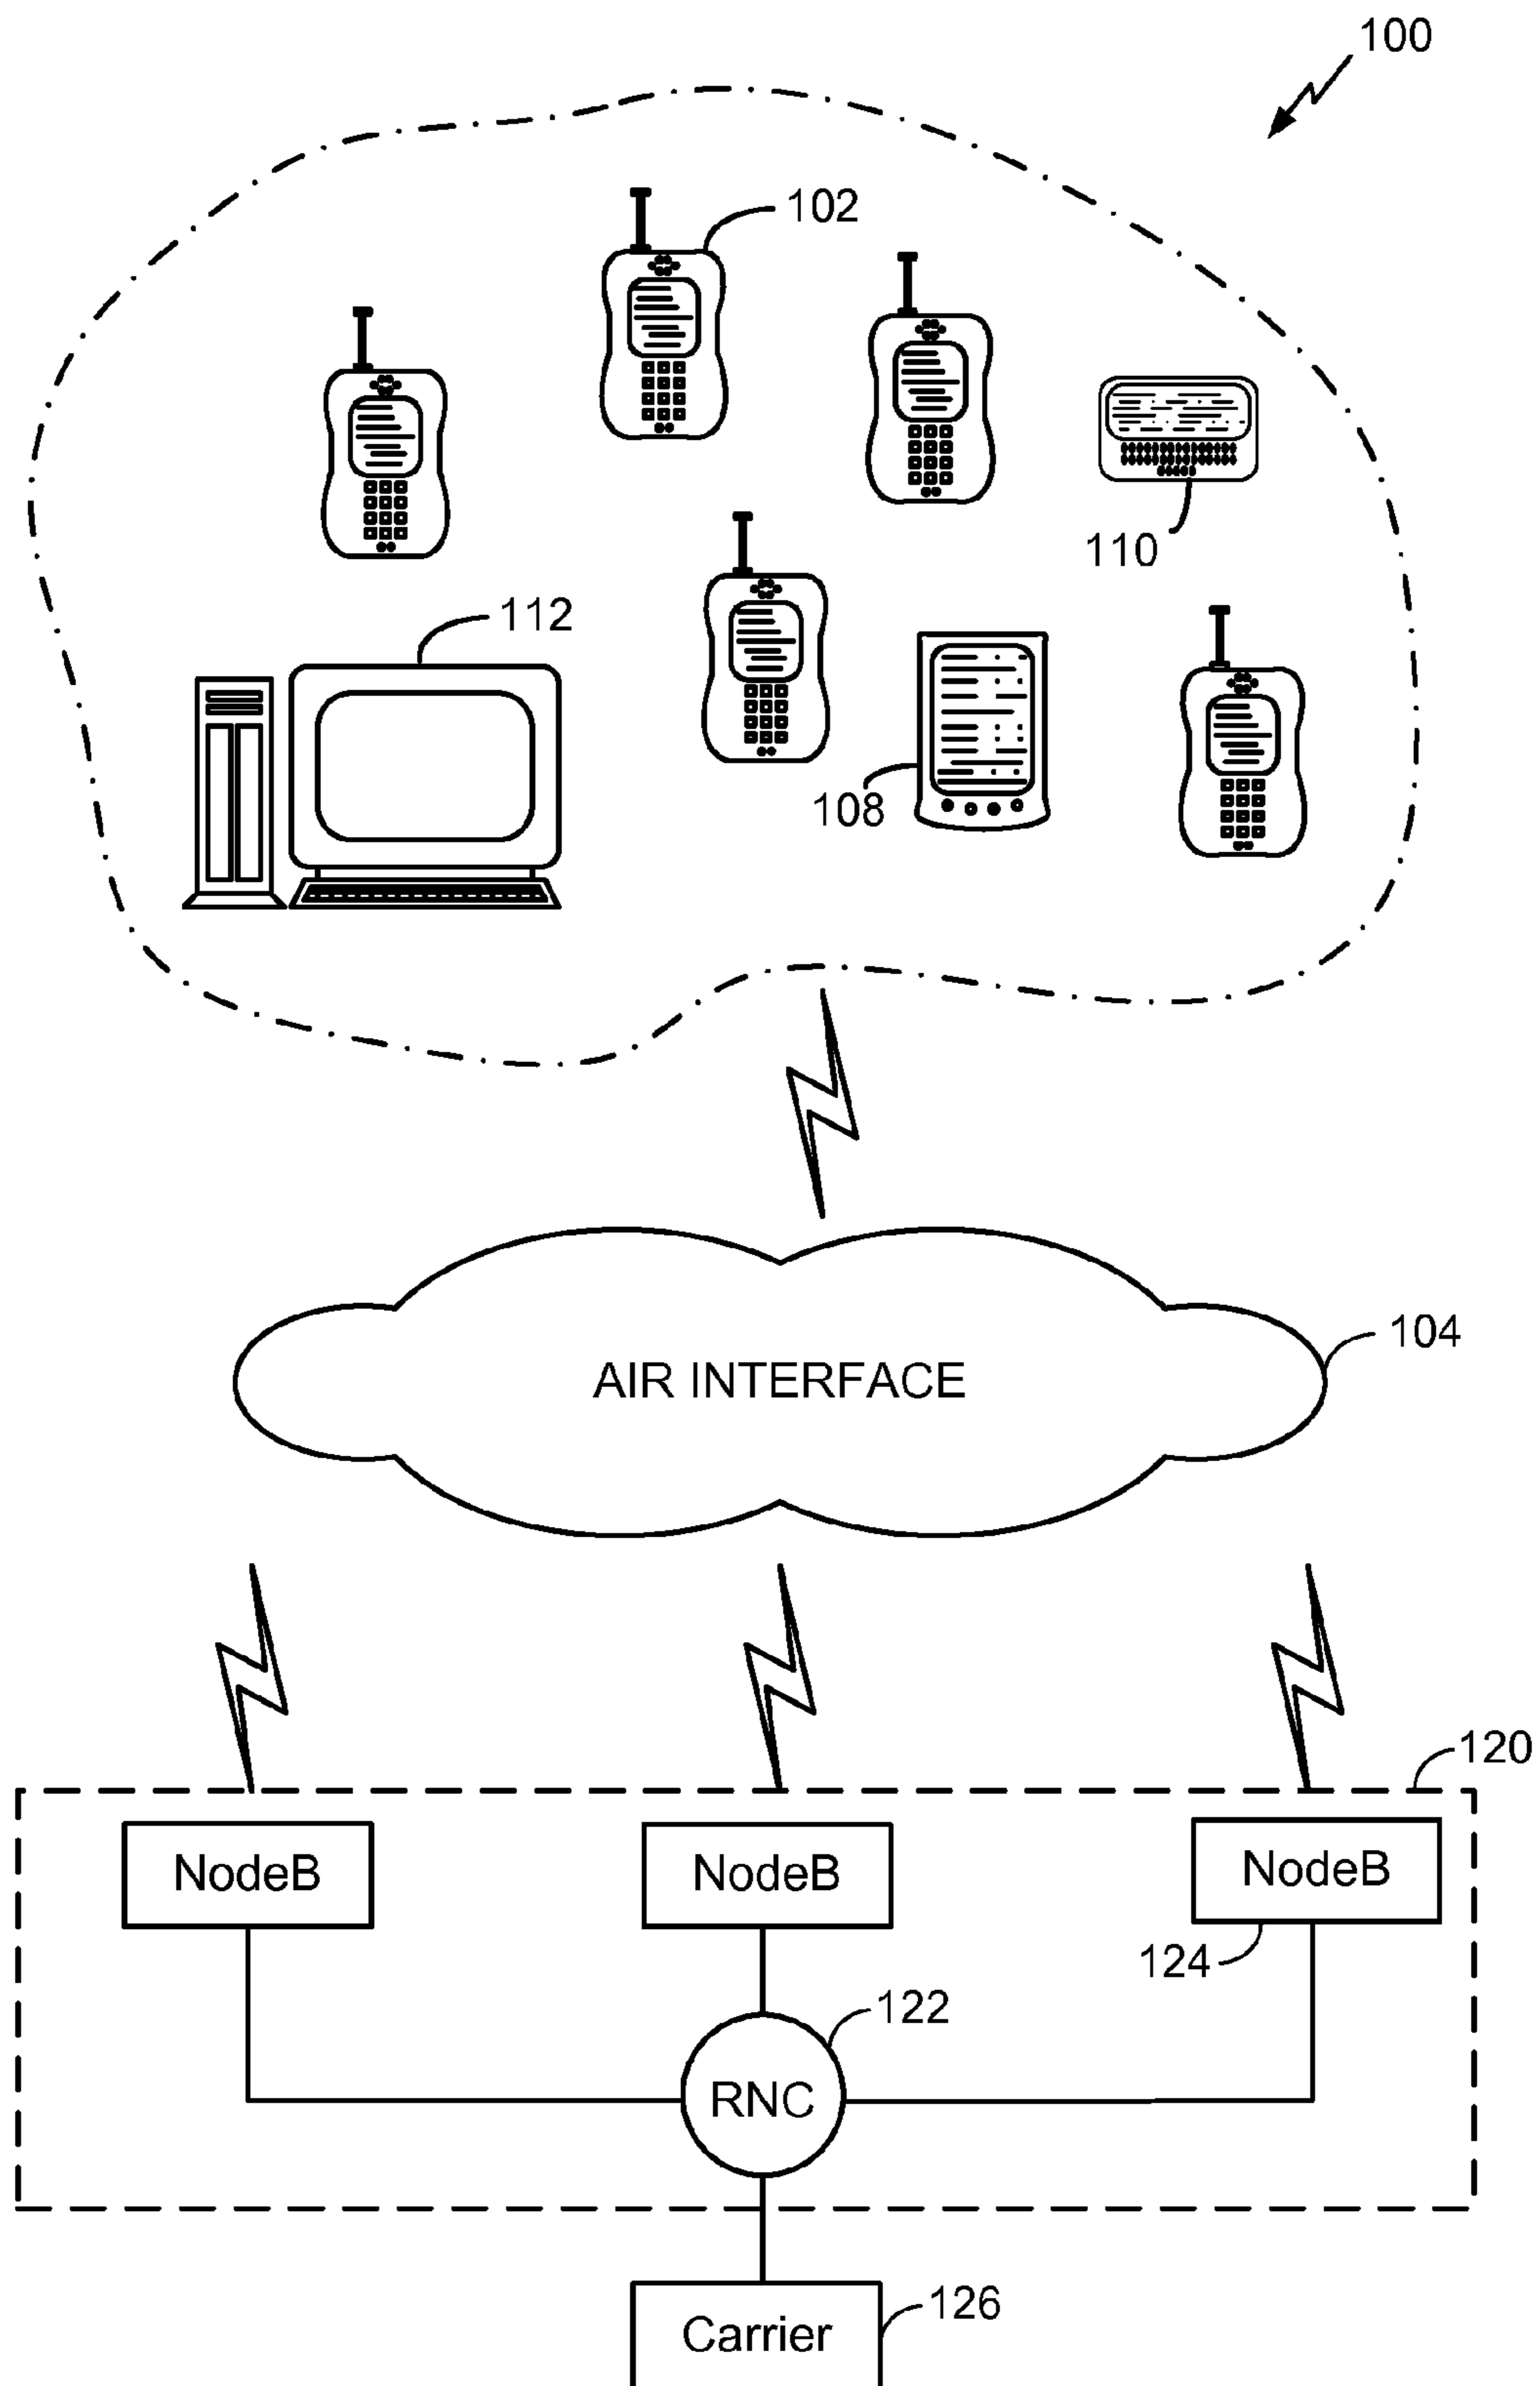 100
102
110
112
108
104
AIR INTERFACE
120
NodeB
NodeB
NodeB
124
122
RNC
126
Carrier